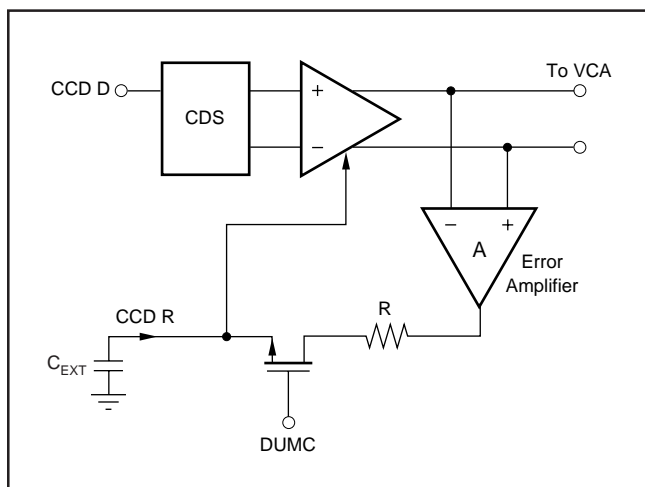 To VCA
CCD D
CDS
+
−
− +
A
Error
Amplifier
R
CCD R
C_EXT
DUMC